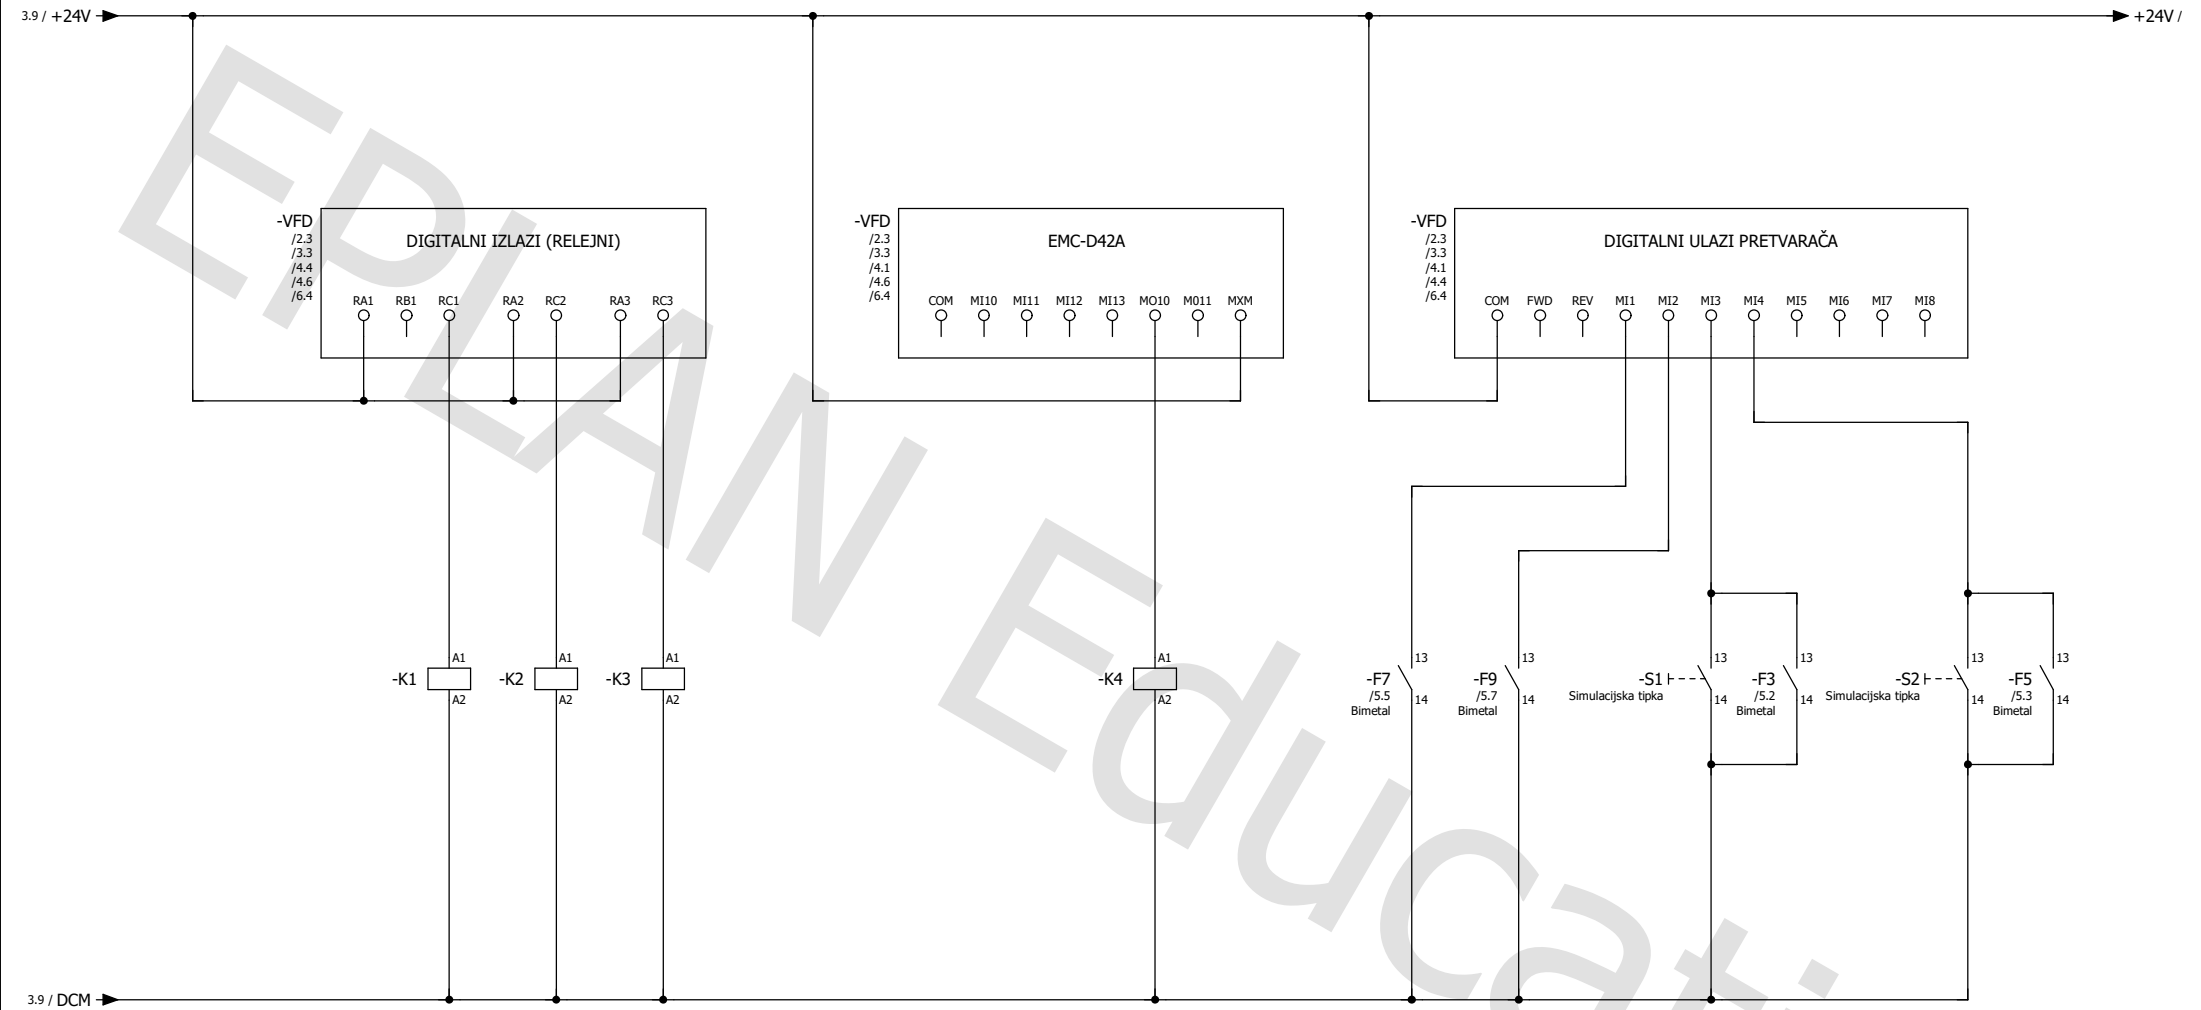 3.9 / +24V
+24V /
-VFD
/2.3
/3.3
/4.4
/4.6
/6.4
DIGITALNI IZLAZI (RELEJNI)
RA1 RB1 RC1 RA2 RC2 RA3 RC3
-VFD
/2.3
/3.3
/4.1
/4.6
/6.4
EMC-D42A
COM MI10 MI11 MI12 MI13 MO10 M011 MXM
-VFD
/2.3
/3.3
/4.1
/4.4
/6.4
DIGITALNI ULAZI PRETVARAČA
COM FWD REV MI1 MI2 MI3 MI4 MI5 MI6 MI7 MI8
-K1
A1
A2
-K2
A1
A2
-K3
A1
A2
-K4
A1
A2
-F7
/5.5
Bimetal
13
14
-F9
/5.7
Bimetal
13
14
-S1
Simulacijska tipka
13
14
-F3
/5.2
Bimetal
13
14
-S2
Simulacijska tipka
13
14
-F5
/5.3
Bimetal
13
14
3.9 / DCM
EPLAN Educati